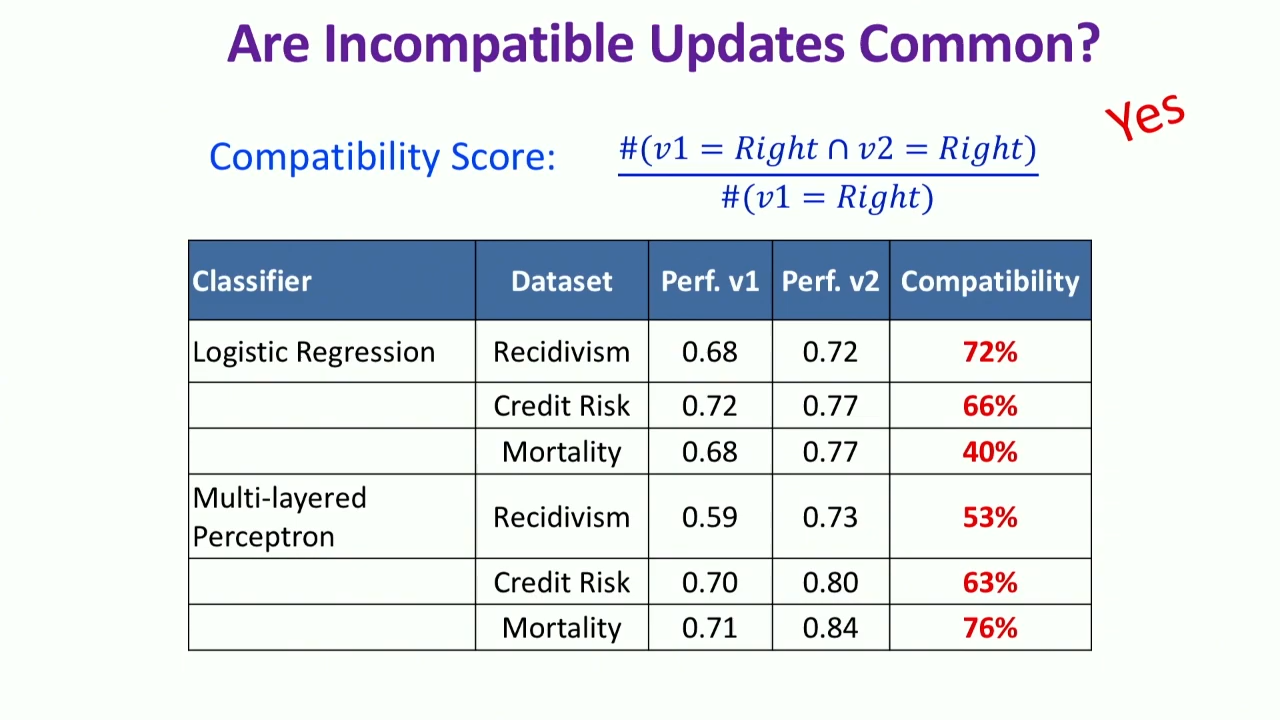 Are Incompatible Updates Common?
Yes
Compatibility Score:
#(𝑣1 = 𝑅𝑖𝑔ℎ𝑡 ∩ 𝑣2 = 𝑅𝑖𝑔ℎ𝑡)
#(𝑣1 = 𝑅𝑖𝑔ℎ𝑡)
Classifier Dataset Perf. v1 Perf. v2 Compatibility
Logistic Regression Recidivism 0.68 0.72 72%
Credit Risk 0.72 0.77 66%
Mortality 0.68 0.77 40%
Multi-layered
Perceptron Recidivism 0.59 0.73 53%
Credit Risk 0.70 0.80 63%
Mortality 0.71 0.84 76%